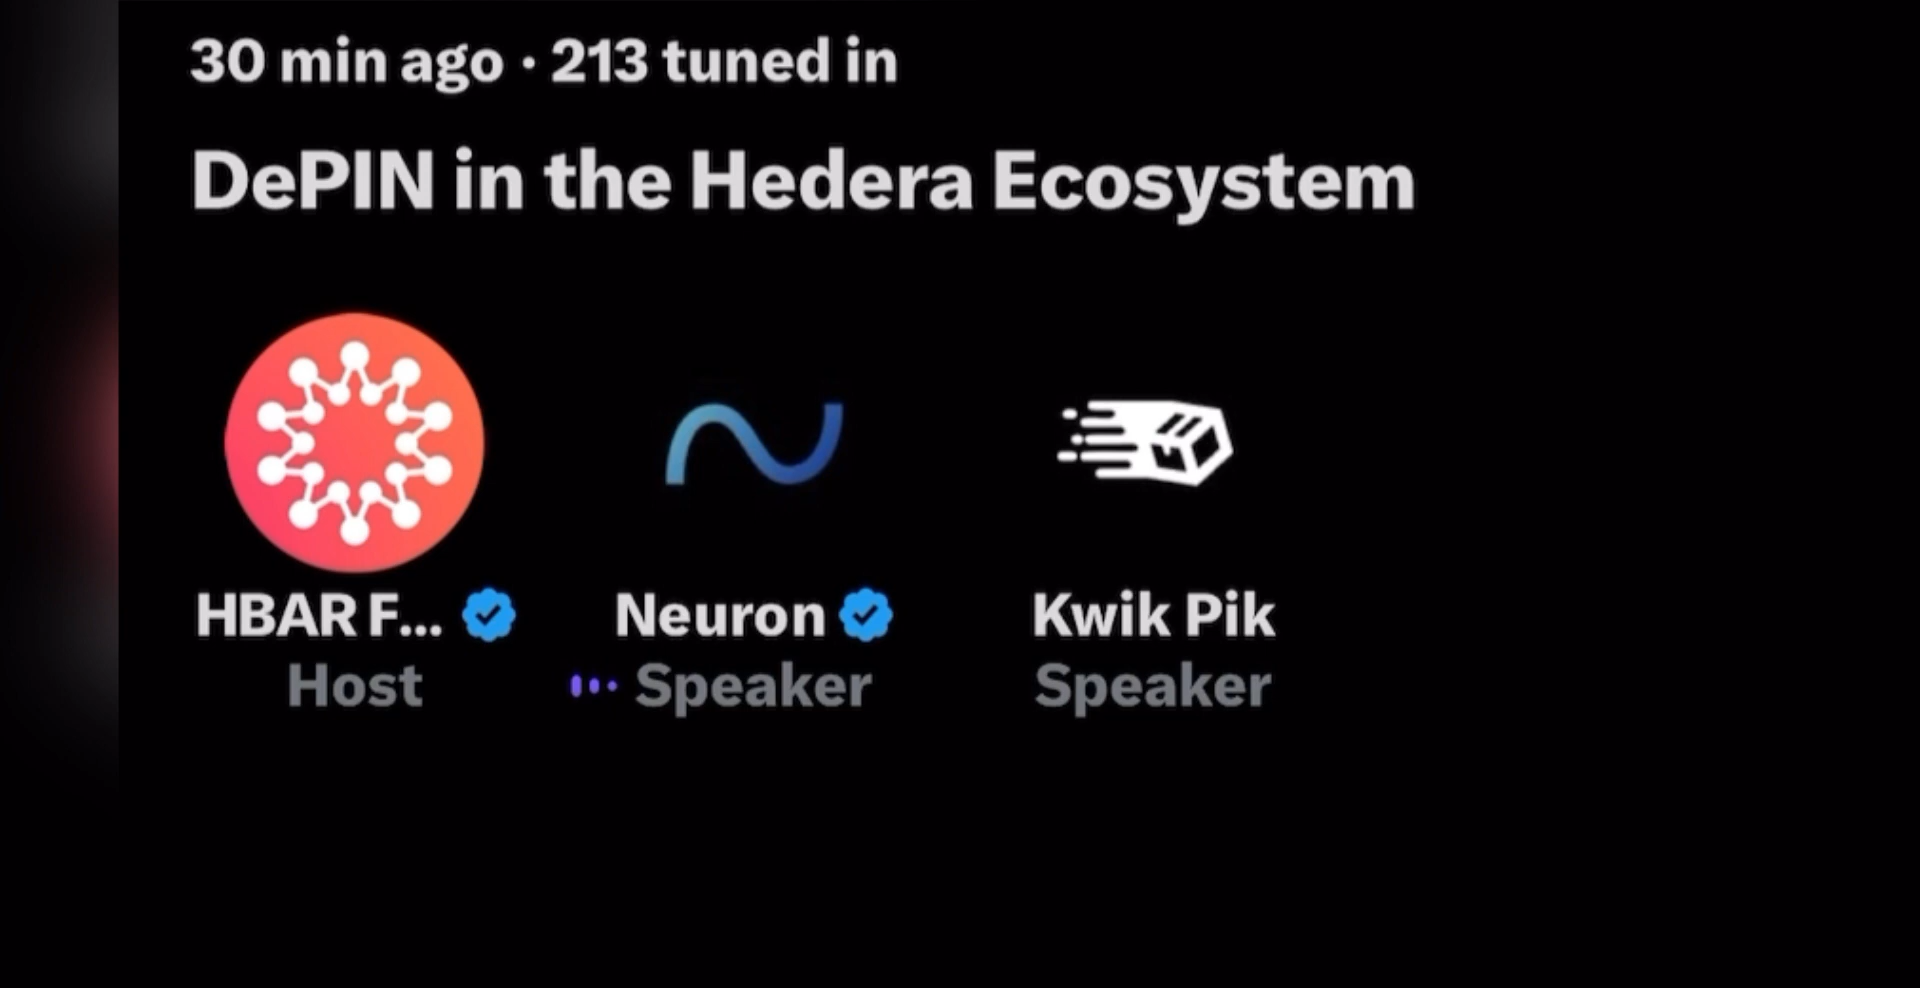 30 min ago · 213 tuned in
DePIN in the Hedera Ecosystem
HBAR F... Neuron Kwik Pik
Host Speaker Speaker